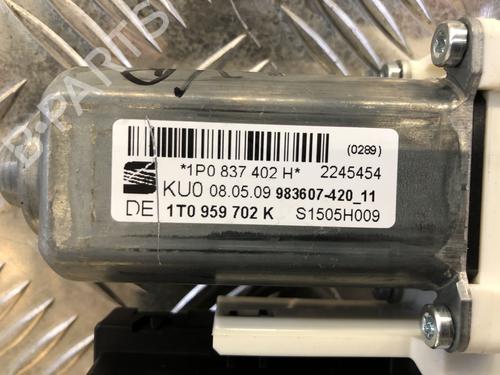 B-PARTS
(0289)
*1P0 837 402 H* 2245454
KU0 08.05.09 983607-420_11
DE 1T0 959 702 K S1505H009